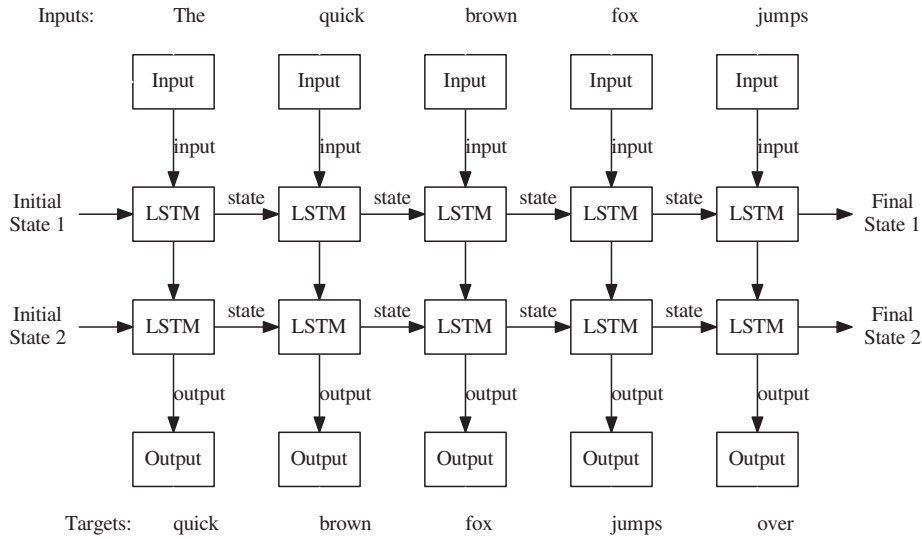 Inputs: The quick brown fox jumps
Input Input Input Input Input
input input input input input
Initial State 1 LSTM state LSTM state LSTM state LSTM state LSTM Final State 1
Initial State 2 LSTM state LSTM state LSTM state LSTM state LSTM Final State 2
output output output output output
Output Output Output Output Output
Targets: quick brown fox jumps over